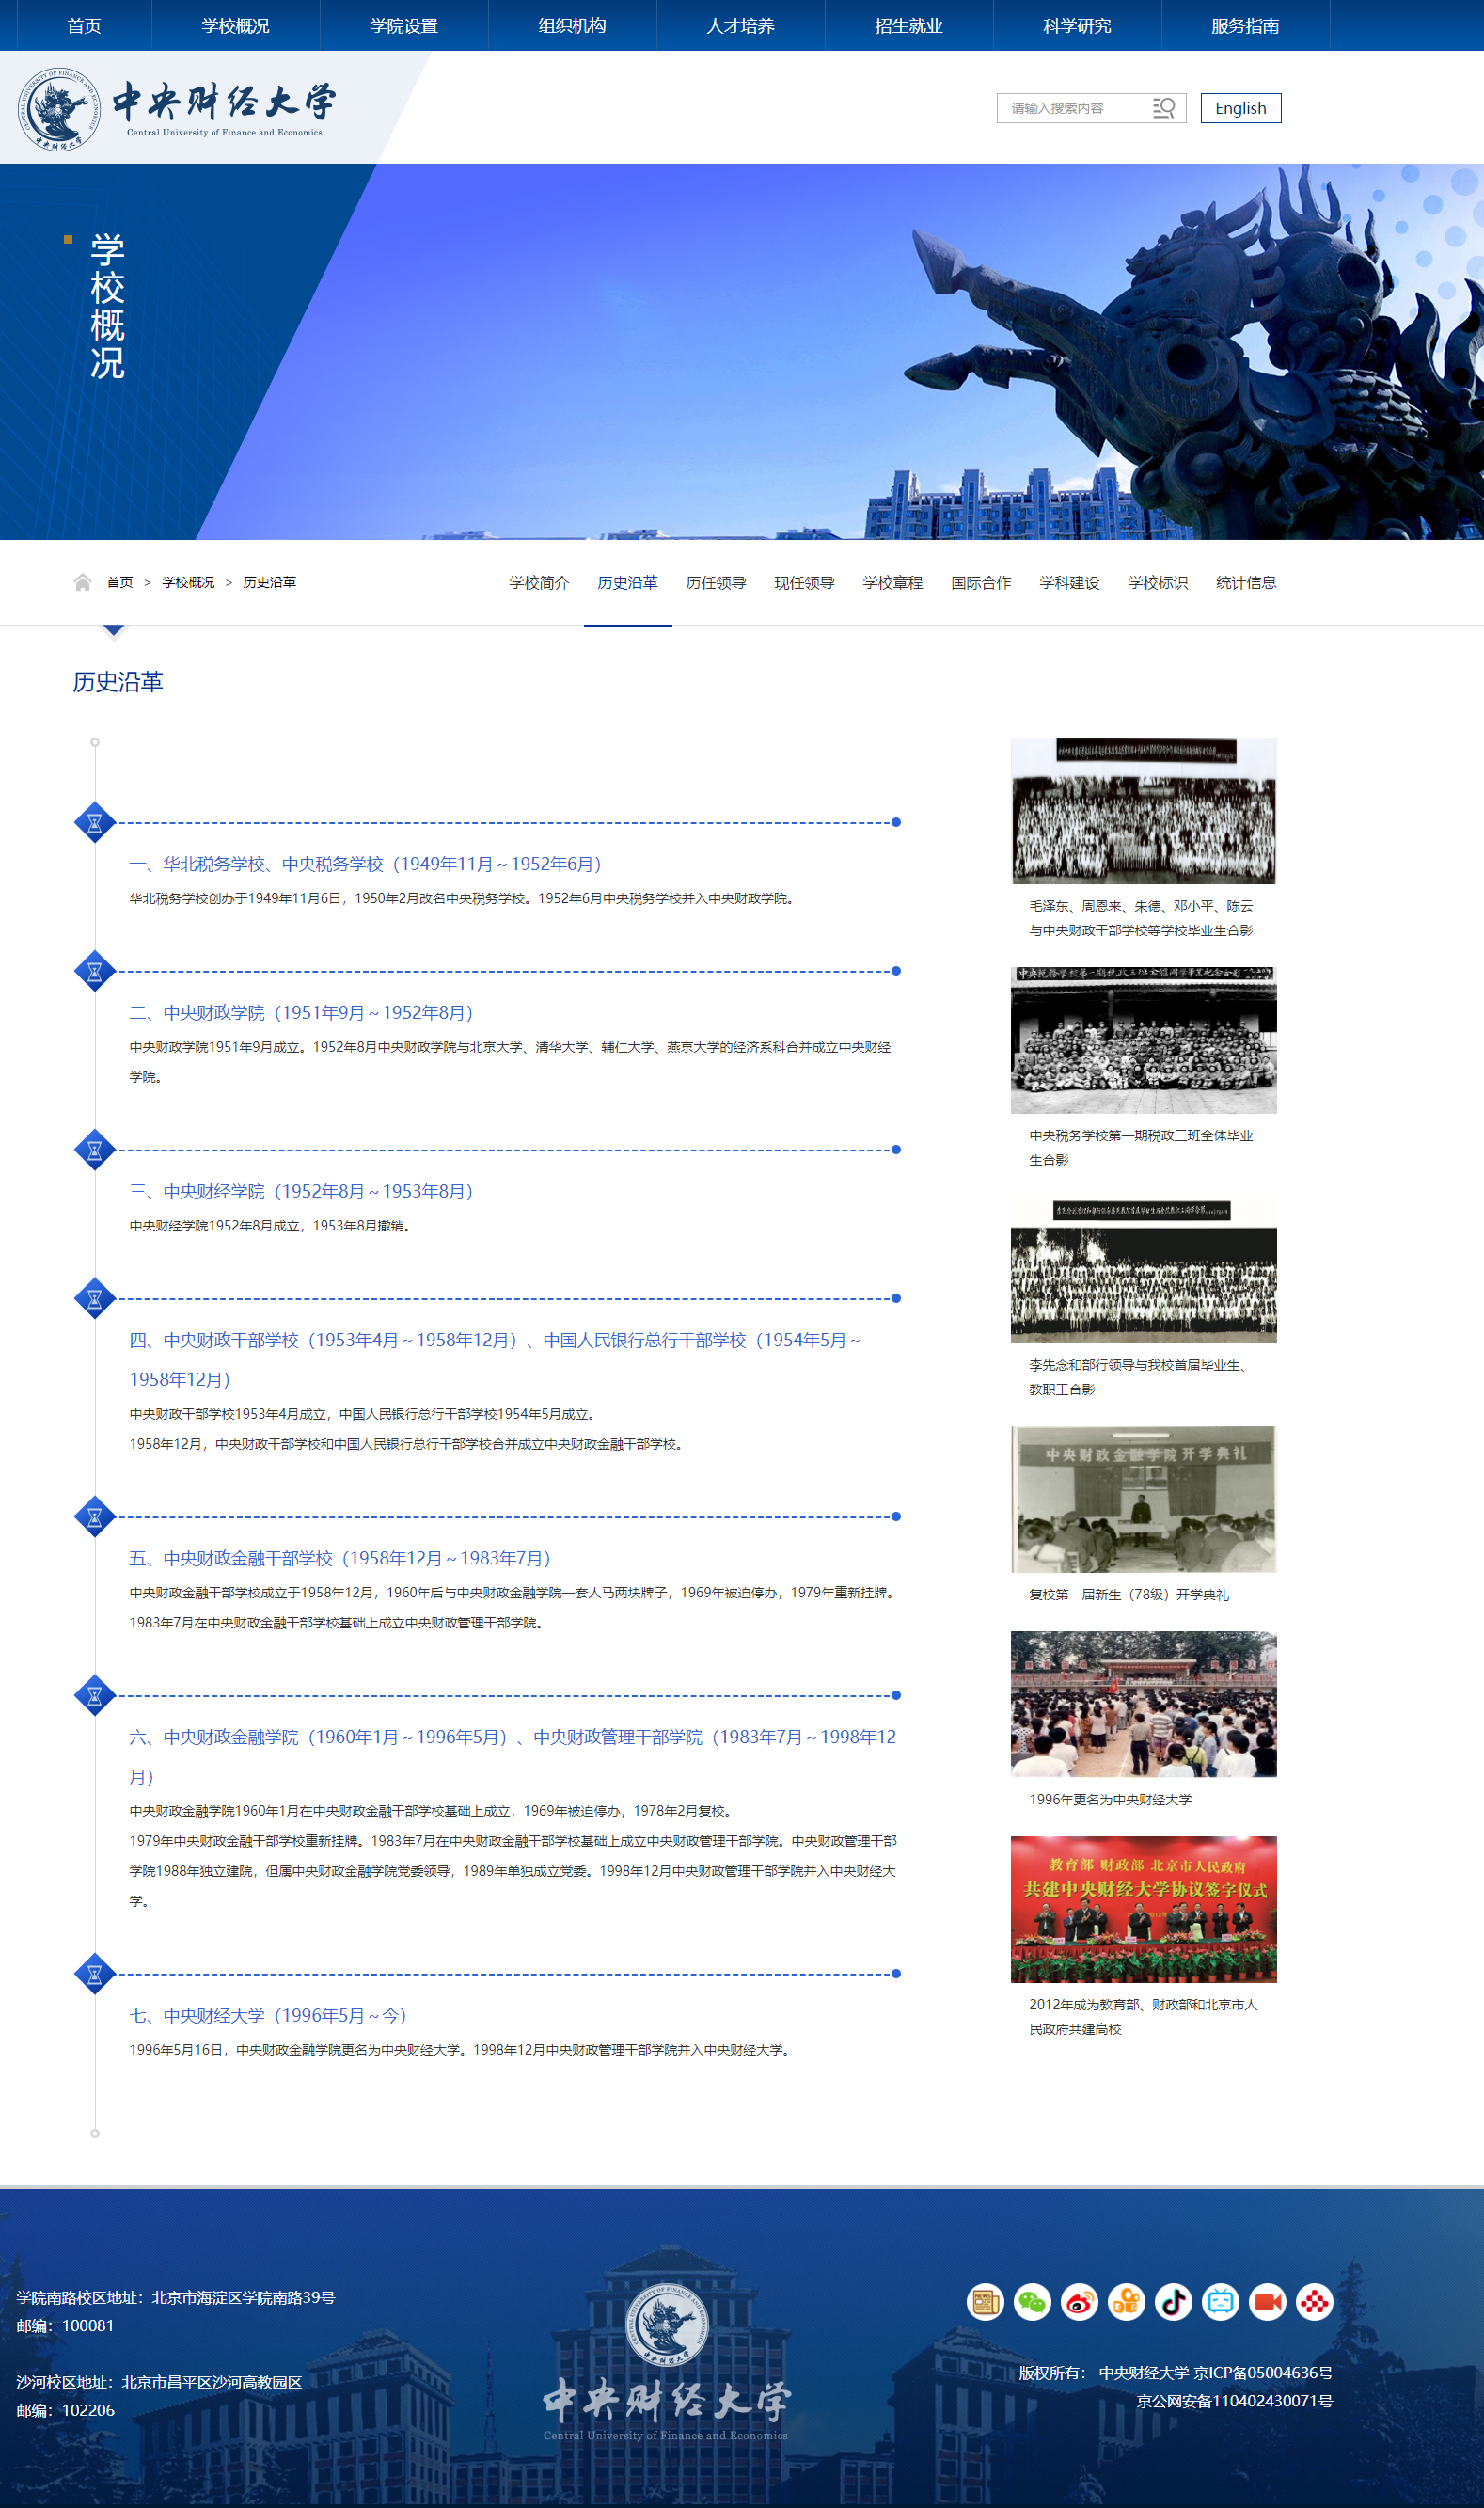 首页
学校概况
学院设置
组织机构
人才培养
招生就业
科学研究
服务指南
中央财经大学
Central University of Finance and Economics
请输入搜索内容
English
学校概况
首页 > 学校概况 > 历史沿革
学校简介
历史沿革
历任领导
现任领导
学校章程
国际合作
学科建设
学校标识
统计信息
历史沿革
一、华北税务学校、中央税务学校（1949年11月～1952年6月）
华北税务学校创办于1949年11月6日，1950年2月改名中央税务学校。1952年6月中央税务学校并入中央财政学院。
二、中央财政学院（1951年9月～1952年8月）
中央财政学院1951年9月成立。1952年8月中央财政学院与北京大学、清华大学、辅仁大学、燕京大学的经济系科合并成立中央财经
学院。
三、中央财经学院（1952年8月～1953年8月）
中央财经学院1952年8月成立，1953年8月撤销。
四、中央财政干部学校（1953年4月～1958年12月）、中国人民银行总行干部学校（1954年5月～
1958年12月）
中央财政干部学校1953年4月成立，中国人民银行总行干部学校1954年5月成立。
1958年12月，中央财政干部学校和中国人民银行总行干部学校合并成立中央财政金融干部学校。
五、中央财政金融干部学校（1958年12月～1983年7月）
中央财政金融干部学校成立于1958年12月，1960年后与中央财政金融学院一套人马两块牌子，1969年被迫停办，1979年重新挂牌。
1983年7月在中央财政金融干部学校基础上成立中央财政管理干部学院。
六、中央财政金融学院（1960年1月～1996年5月）、中央财政管理干部学院（1983年7月～1998年12
月）
中央财政金融学院1960年1月在中央财政金融干部学校基础上成立，1969年被迫停办，1978年2月复校。
1979年中央财政金融干部学校重新挂牌。1983年7月在中央财政金融干部学校基础上成立中央财政管理干部学院。中央财政管理干部
学院1988年独立建院，但属中央财政金融学院党委领导，1989年单独成立党委。1998年12月中央财政管理干部学院并入中央财经大
学。
七、中央财经大学（1996年5月～今）
1996年5月16日，中央财政金融学院更名为中央财经大学。1998年12月中央财政管理干部学院并入中央财经大学。
毛泽东、周恩来、朱德、邓小平、陈云
与中央财政干部学校等学校毕业生合影
中央税务学校第一期税政三班全体毕业
生合影
李先念和部行领导与我校首届毕业生、
教职工合影
中央财政金融学院开学典礼
复校第一届新生（78级）开学典礼
1996年更名为中央财经大学
教育部 财政部 北京市人民政府
共建中央财经大学协议签字仪式
2012年成为教育部、财政部和北京市人
民政府共建高校
学院南路校区地址：北京市海淀区学院南路39号
邮编：100081
沙河校区地址：北京市昌平区沙河高教园区
邮编：102206
中央财经大学
Central University of Finance and Economics
版权所有： 中央财经大学 京ICP备05004636号
京公网安备110402430071号